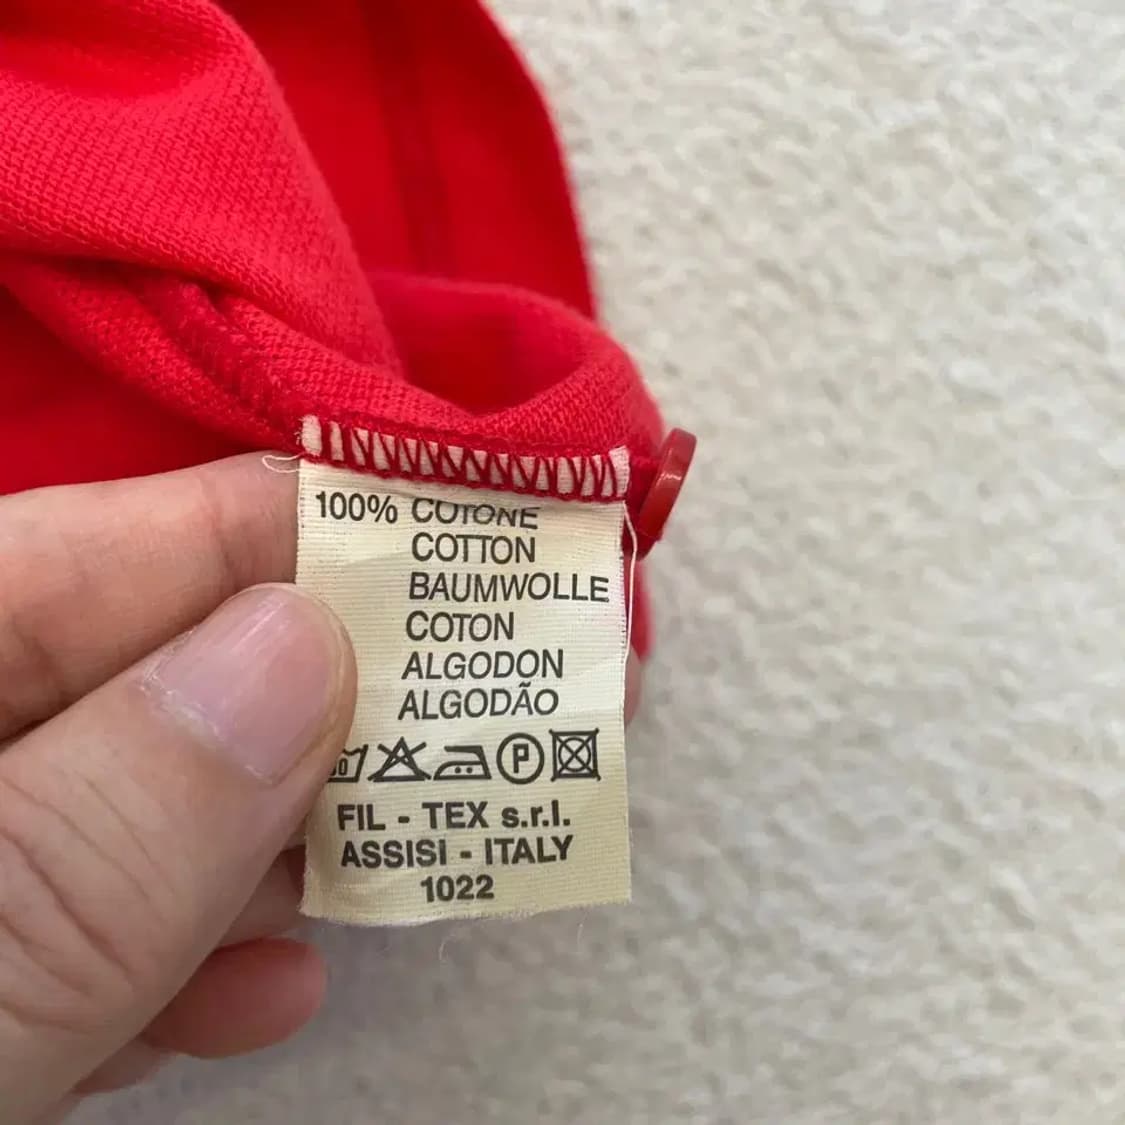 100% COTONE
COTTON
BAUMWOLLE
COTON
ALGODON
ALGODÃO
P
FIL - TEX s.r.l.
ASSISI - ITALY
1022